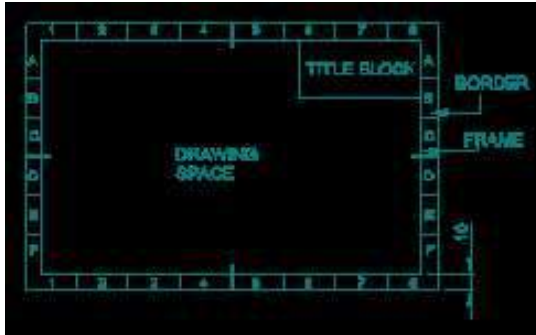 1 2 3 4 5 6 7 8
A A
TITLE BLOCK
B B
BORDER
C C
FRAME
DRAWING
SPACE
D D
E E
F F
10
1 2 3 4 5 6 7 8